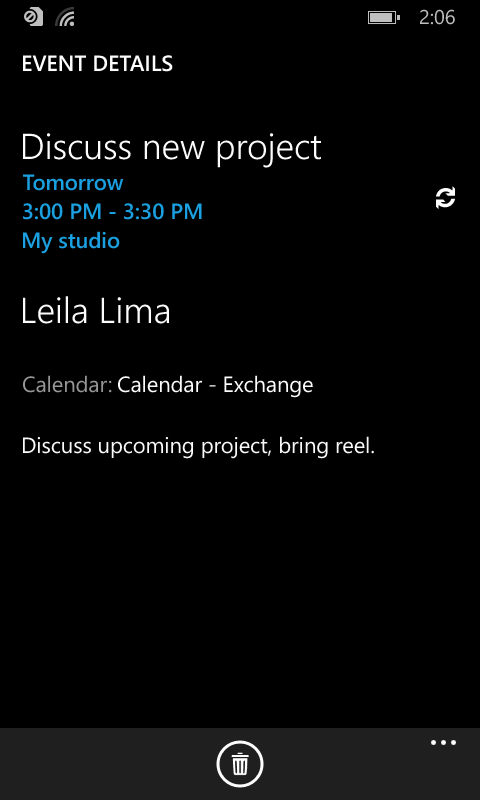 2:06
EVENT DETAILS
Discuss new project
Tomorrow
3:00 PM - 3:30 PM
My studio
Leila Lima
Calendar: Calendar - Exchange
Discuss upcoming project, bring reel.